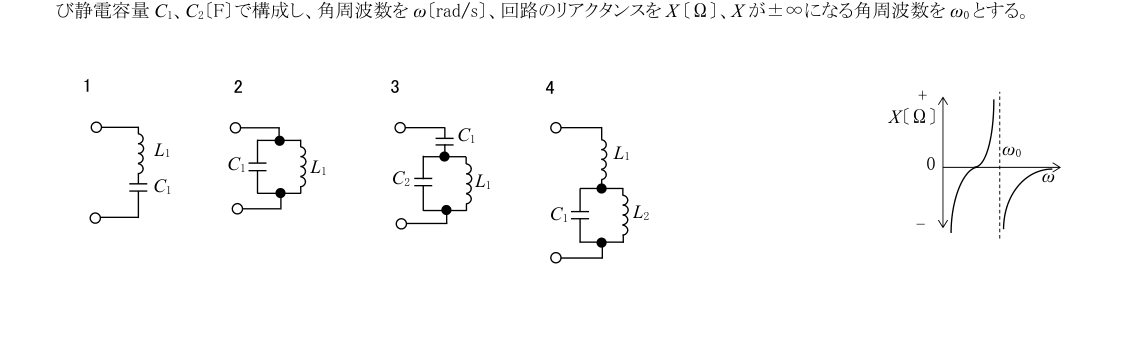 び静電容量 C₁、C₂〔F〕で構成し、角周波数を ω〔rad/s〕、回路のリアクタンスを X〔Ω〕、X が±∞になる角周波数を ω₀とする。
1
2
3
4
L₁
C₁
C₁
L₁
C₁
C₂
L₁
L₁
C₁
L₂
+
X〔Ω〕
0
ω₀
ω
−